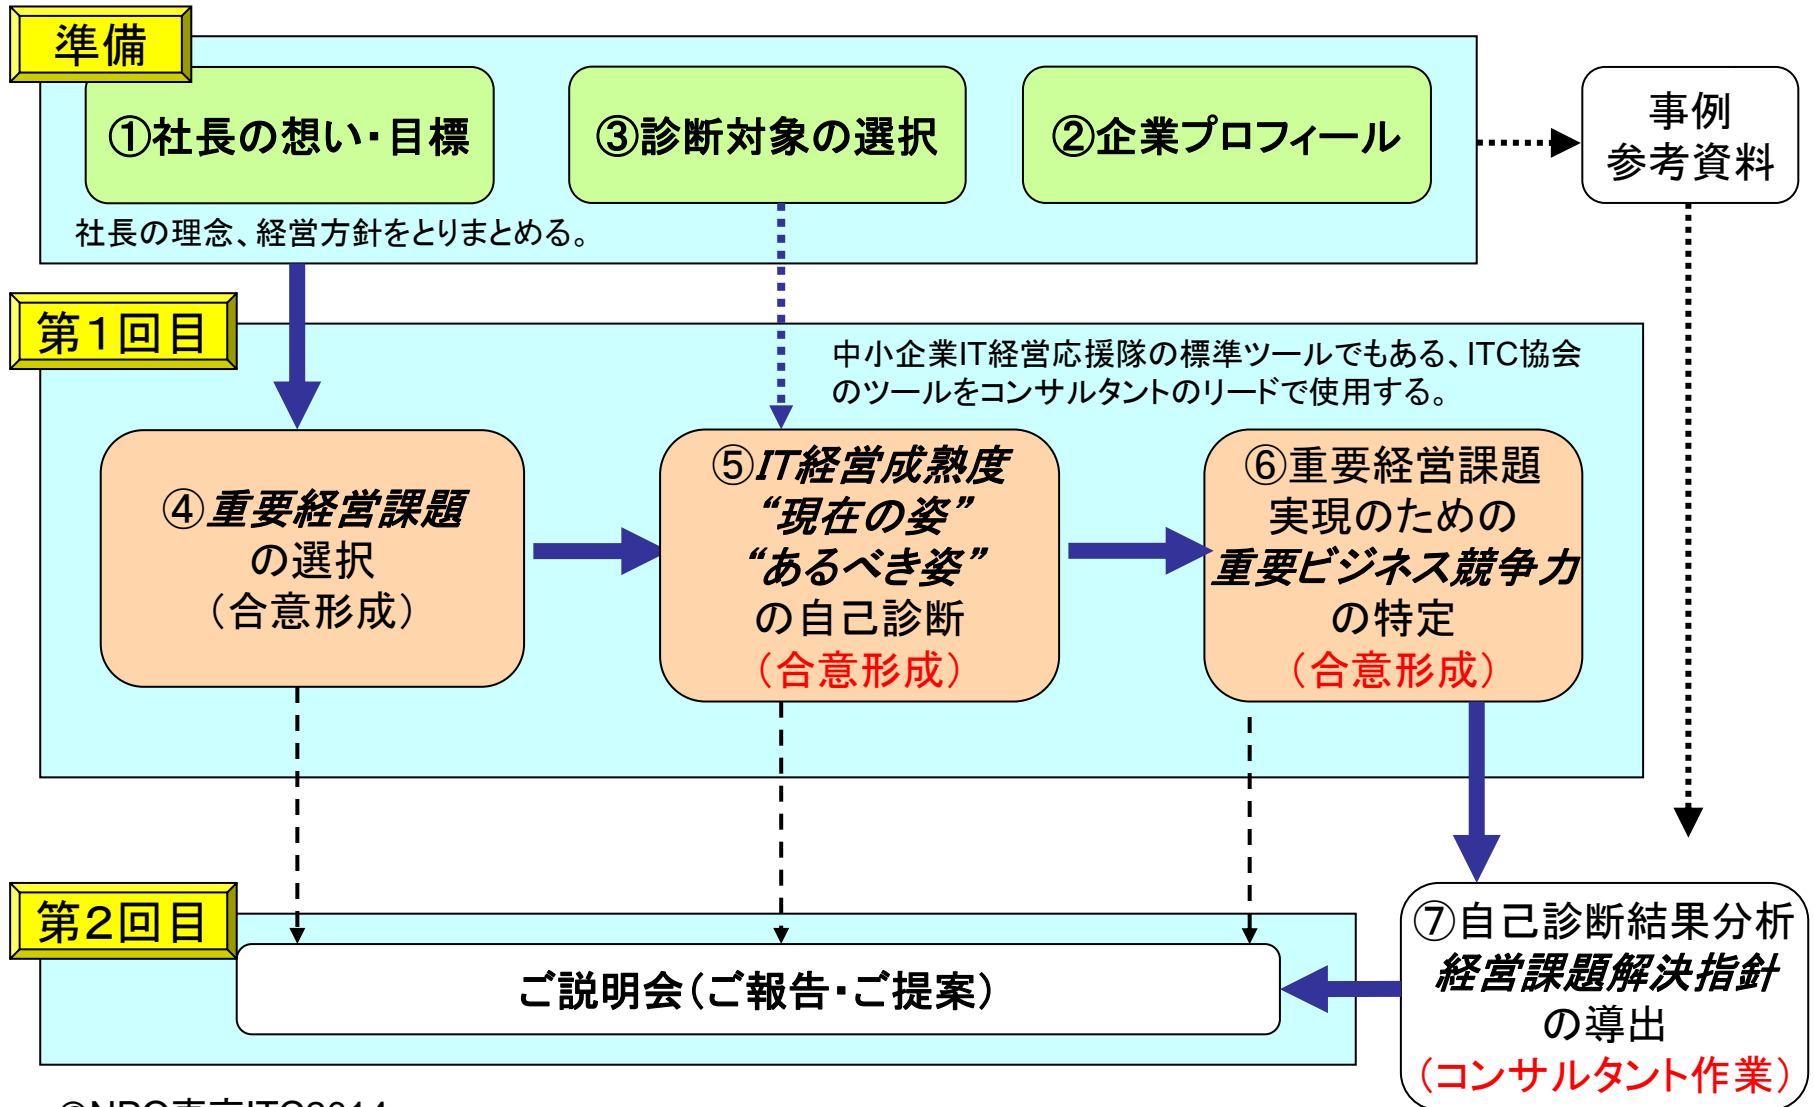 準備
①社長の想い・目標
③診断対象の選択
②企業プロフィール
事例
参考資料
社長の理念、経営方針をとりまとめる。
第1回目
中小企業IT経営応援隊の標準ツールでもある、ITC協会
のツールをコンサルタントのリードで使用する。
④重要経営課題
の選択
（合意形成）
⑤IT経営成熟度
“現在の姿”
“あるべき姿”
の自己診断
（合意形成）
⑥重要経営課題
実現のための
重要ビジネス競争力
の特定
（合意形成）
第2回目
ご説明会（ご報告・ご提案）
⑦自己診断結果分析
経営課題解決指針
の導出
（コンサルタント作業）